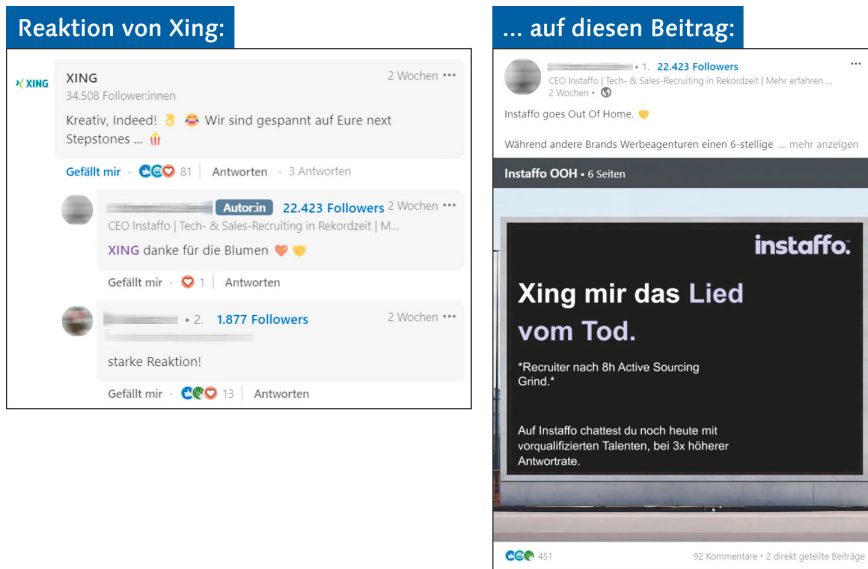 Reaktion von Xing:
XING
XING
2 Wochen •••
34.508 Follower:innen
Kreativ, Indeed! 👌 😂 Wir sind gespannt auf Eure next
Stepstones ... 🍿
Gefällt mir · 81 | Antworten · 3 Antworten
Autor:in 22.423 Followers 2 Wochen •••
CEO Instaffo | Tech- & Sales-Recruiting in Rekordzeit | M...
XING danke für die Blumen ❤️ 🤝
Gefällt mir · 1 | Antworten
• 2. 1.877 Followers 2 Wochen •••
starke Reaktion!
Gefällt mir · 13 | Antworten
... auf diesen Beitrag:
• 1. 22.423 Followers •••
CEO Instaffo | Tech- & Sales-Recruiting in Rekordzeit | Mehr erfahren ...
2 Wochen •
Instaffo goes Out Of Home. 🤝
Während andere Brands Werbeagenturen einen 6-stellige ... mehr anzeigen
Instaffo OOH • 6 Seiten
instaffo:
Xing mir das Lied
vom Tod.
*Recruiter nach 8h Active Sourcing
Grind.*
Auf Instaffo chattest du noch heute mit
vorqualifizierten Talenten, bei 3x höherer
Antwortrate.
451
92 Kommentare • 2 direkt geteilte Beiträge